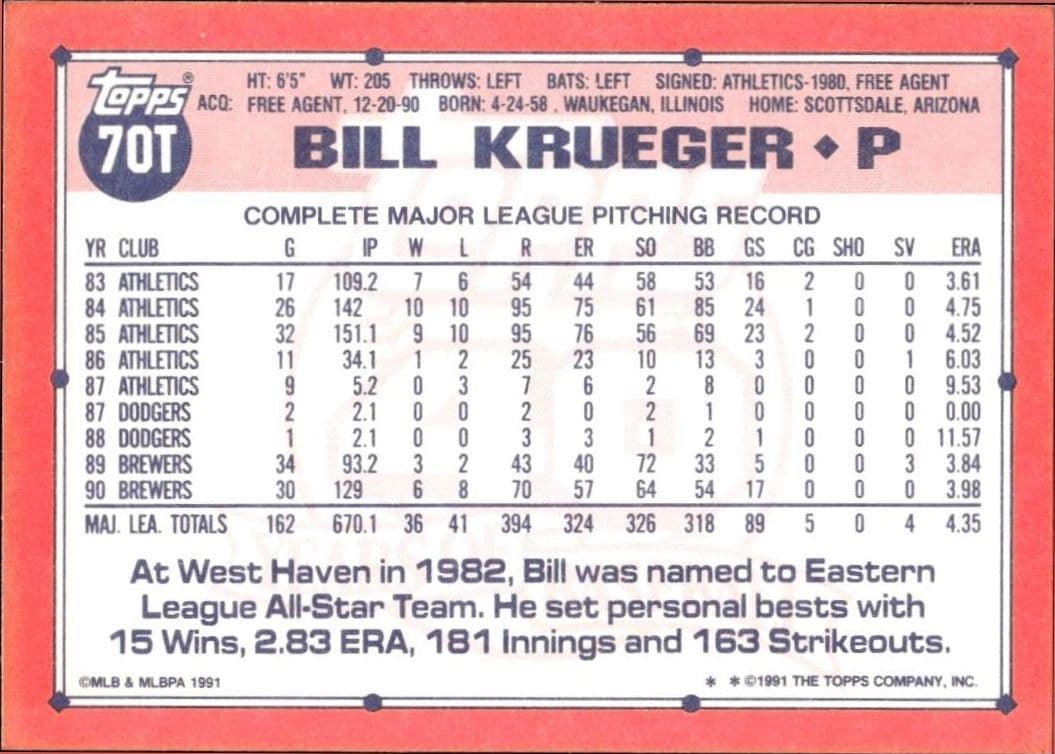 topps®
70T
HT: 6'5" WT: 205 THROWS: LEFT BATS: LEFT SIGNED: ATHLETICS-1980, FREE AGENT
ACQ: FREE AGENT, 12-20-90 BORN: 4-24-58 , WAUKEGAN, ILLINOIS HOME: SCOTTSDALE, ARIZONA
BILL KRUEGER ◆ P
COMPLETE MAJOR LEAGUE PITCHING RECORD
YR CLUB G IP W L R ER SO BB GS CG SHO SV ERA
83 ATHLETICS 17 109.2 7 6 54 44 58 53 16 2 0 0 3.61
84 ATHLETICS 26 142 10 10 95 75 61 85 24 1 0 0 4.75
85 ATHLETICS 32 151.1 9 10 95 76 56 69 23 2 0 0 4.52
86 ATHLETICS 11 34.1 1 2 25 23 10 13 3 0 0 1 6.03
87 ATHLETICS 9 5.2 0 3 7 6 2 8 0 0 0 0 9.53
87 DODGERS 2 2.1 0 0 2 0 2 1 0 0 0 0 0.00
88 DODGERS 1 2.1 0 0 3 3 1 2 1 0 0 0 11.57
89 BREWERS 34 93.2 3 2 43 40 72 33 5 0 0 3 3.84
90 BREWERS 30 129 6 8 70 57 64 54 17 0 0 0 3.98
MAJ. LEA. TOTALS 162 670.1 36 41 394 324 326 318 89 5 0 4 4.35
At West Haven in 1982, Bill was named to Eastern
League All-Star Team. He set personal bests with
15 Wins, 2.83 ERA, 181 Innings and 163 Strikeouts.
©MLB & MLBPA 1991
* * ©1991 THE TOPPS COMPANY, INC.